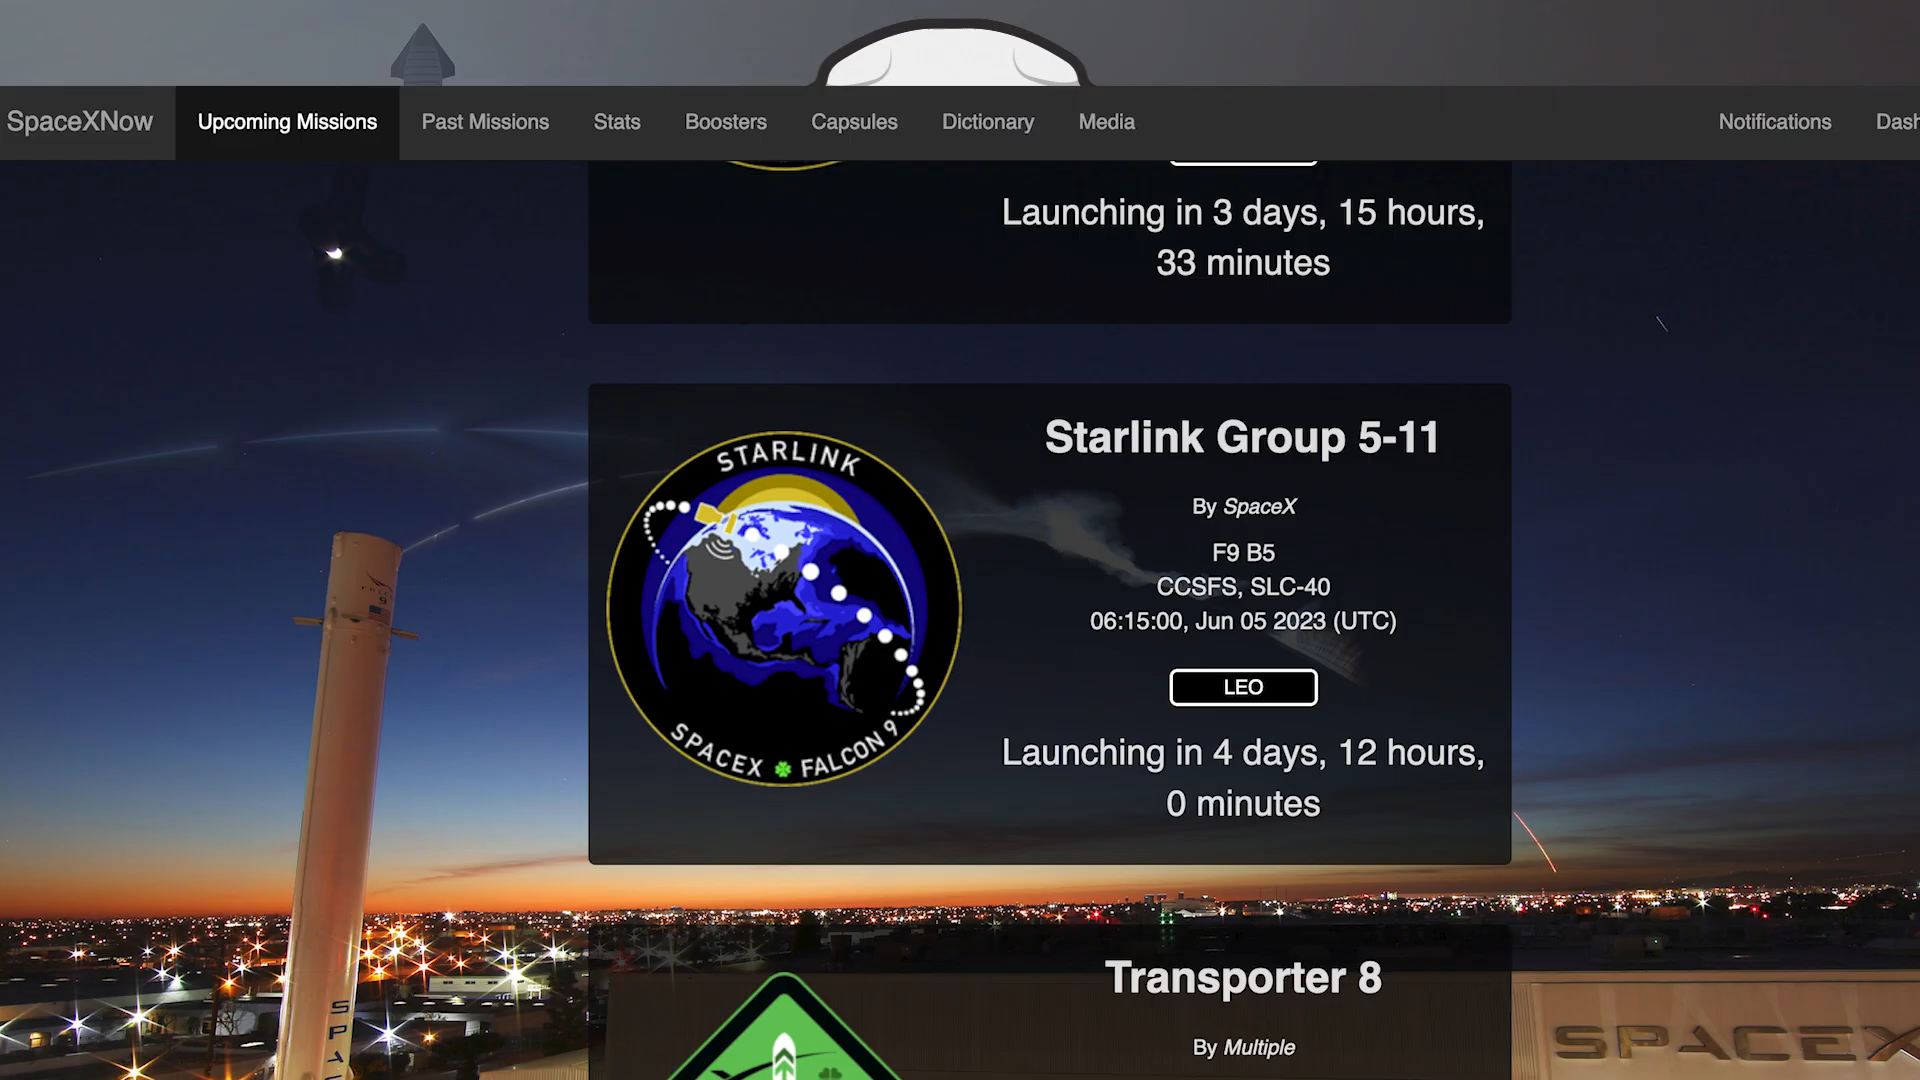 SpaceXNow
Upcoming Missions
Past Missions
Stats
Boosters
Capsules
Dictionary
Media
Notifications
Launching in 3 days, 15 hours,
33 minutes
STARLINK
SPACEX FALCON 9
Starlink Group 5-11
By SpaceX
F9 B5
CCSFS, SLC-40
06:15:00, Jun 05 2023 (UTC)
LEO
Launching in 4 days, 12 hours,
0 minutes
Transporter 8
By Multiple
SPACEX